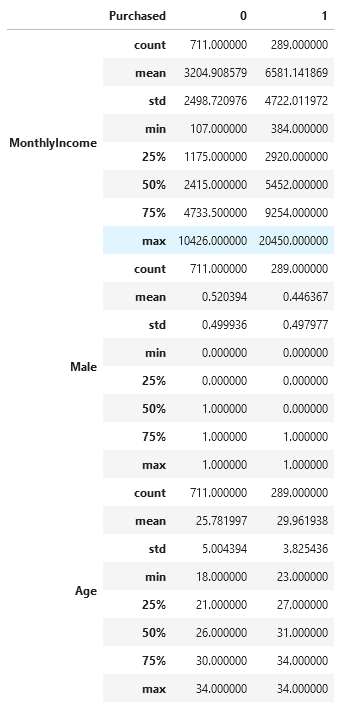 Purchased 0 1
MonthlyIncome count 711.000000 289.000000
mean 3204.908579 6581.141869
std 2498.720976 4722.011972
min 107.000000 384.000000
25% 1175.000000 2920.000000
50% 2415.000000 5452.000000
75% 4733.500000 9254.000000
max 10426.000000 20450.000000
Male count 711.000000 289.000000
mean 0.520394 0.446367
std 0.499936 0.497977
min 0.000000 0.000000
25% 0.000000 0.000000
50% 1.000000 0.000000
75% 1.000000 1.000000
max 1.000000 1.000000
Age count 711.000000 289.000000
mean 25.781997 29.961938
std 5.004394 3.825436
min 18.000000 23.000000
25% 21.000000 27.000000
50% 26.000000 31.000000
75% 30.000000 34.000000
max 34.000000 34.000000